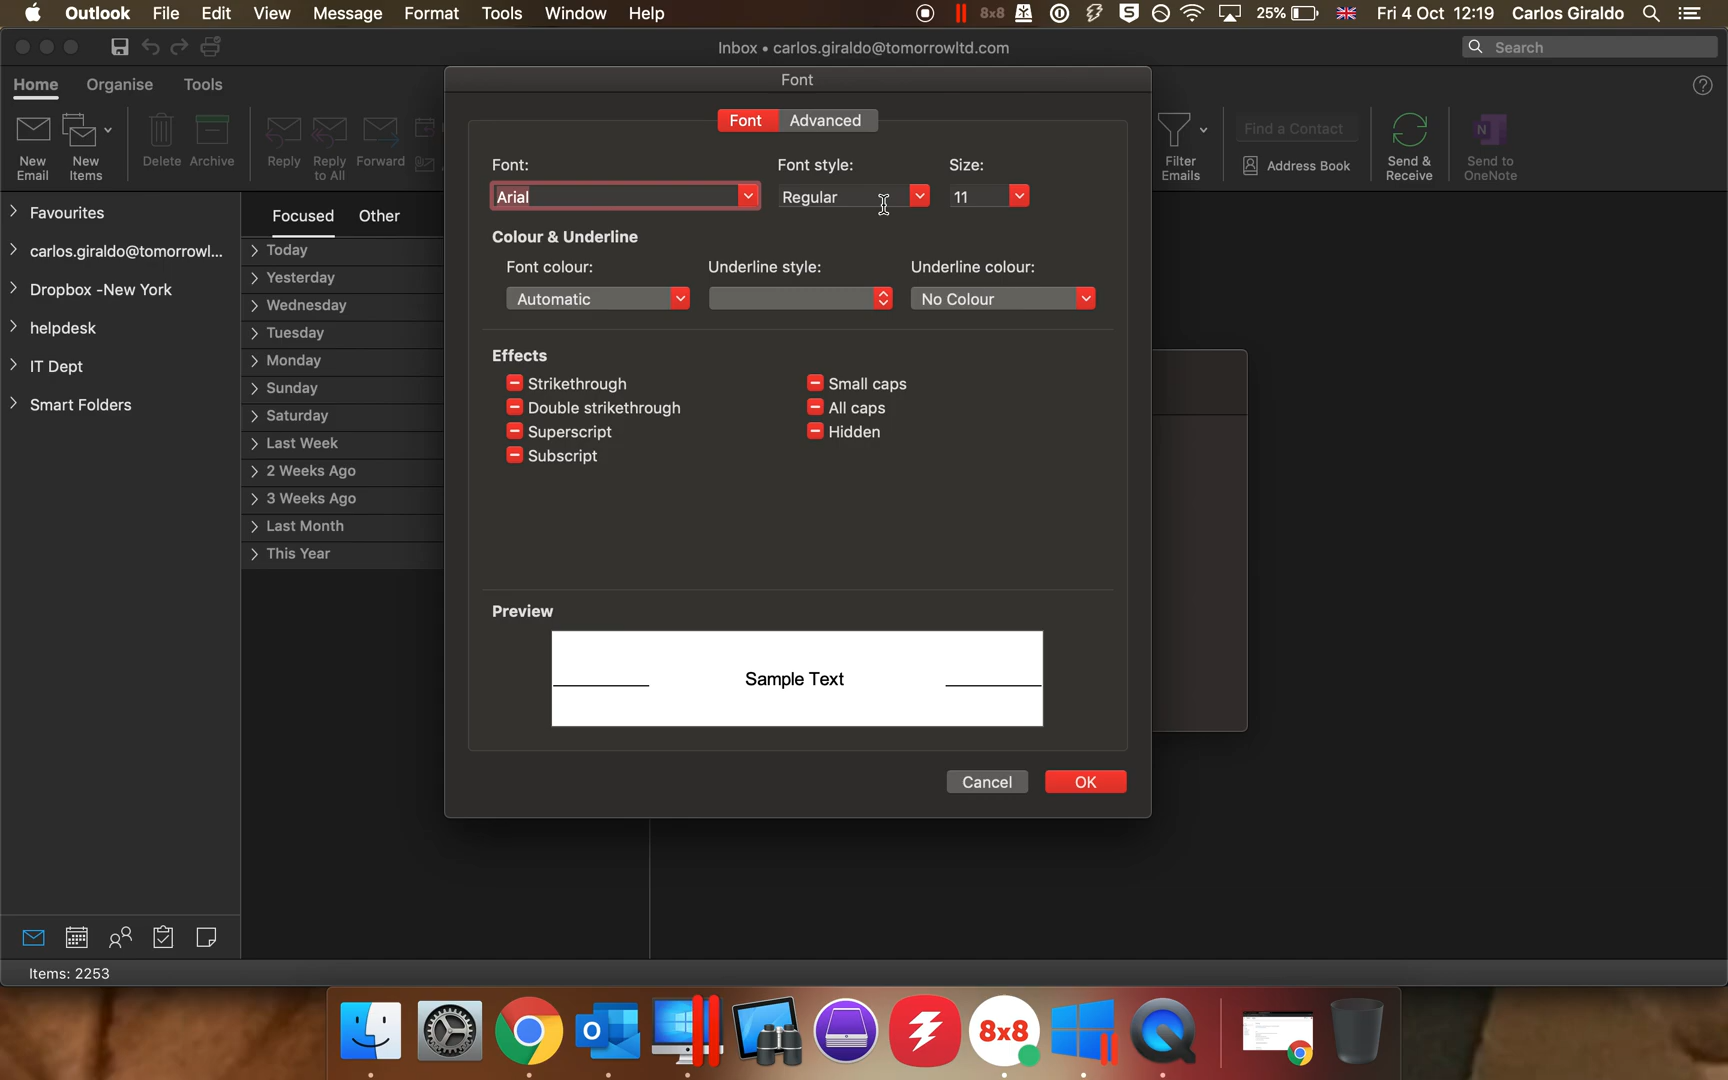 Outlook File Edit View Message Format Tools Window Help 8x8 25% Fri 4 Oct 12:19 Carlos Giraldo
Inbox • carlos.giraldo@tomorrowltd.com Search
Home Organise Tools
Font
New Email
New Items
Delete
Archive
Reply
Reply to All
Forward
Filter Emails
Find a Contact
Address Book
Send & Receive
Send to OneNote
Favourites
carlos.giraldo@tomorrowl...
Dropbox -New York
helpdesk
IT Dept
Smart Folders
Focused Other
Today
Yesterday
Wednesday
Tuesday
Monday
Sunday
Saturday
Last Week
2 Weeks Ago
3 Weeks Ago
Last Month
This Year
Font Advanced
Font: Font style: Size:
Arial Regular 11
Colour & Underline
Font colour: Underline style: Underline colour:
Automatic No Colour
Effects
Strikethrough Small caps
Double strikethrough All caps
Superscript Hidden
Subscript
Preview
Sample Text
Cancel OK
Items: 2253
8x8